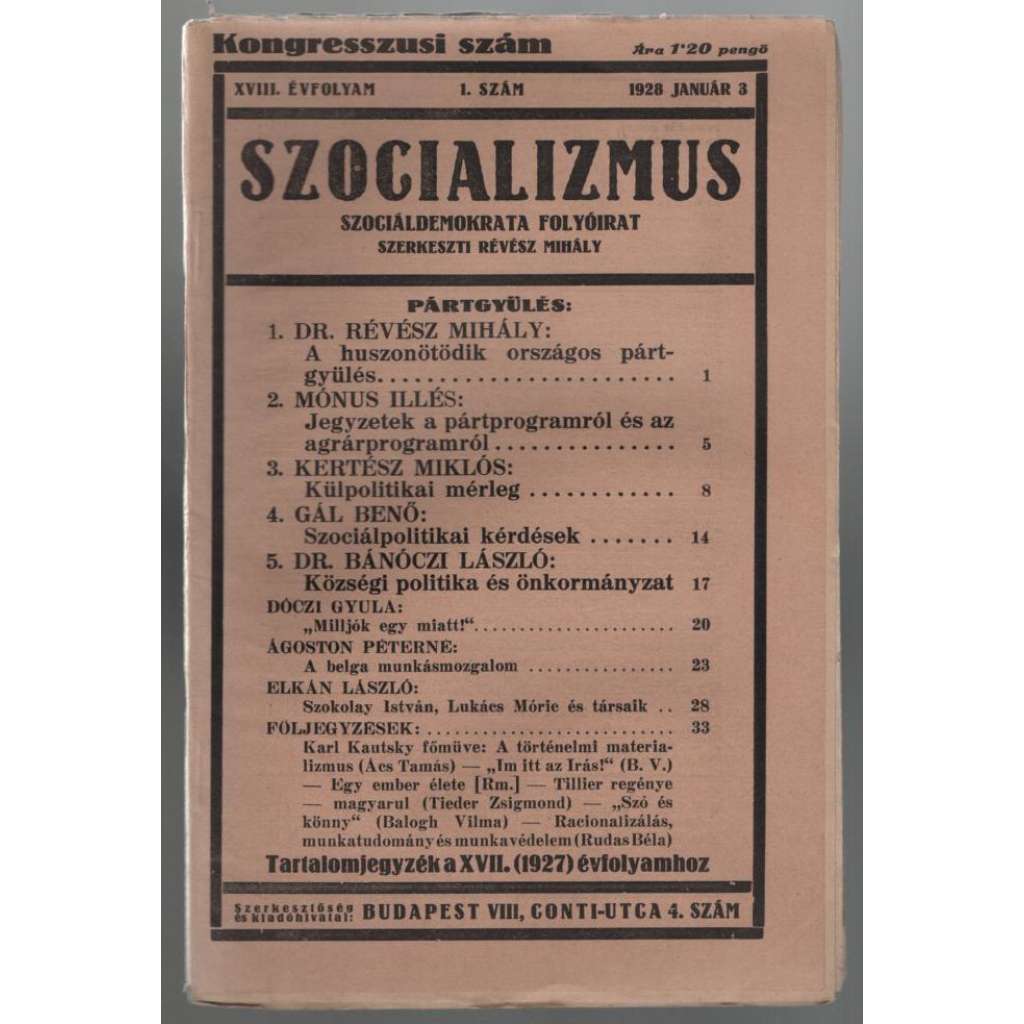 Kongresszusi szám Ára 1'20 pengö
XVIII. ÉVFOLYAM 1. SZÁM 1928 JANUÁR 3
SZOCIALIZMUS
SZOCIÁLDEMOKRATA FOLYÓIRAT
SZERKESZTI RÉVÉSZ MIHÁLY
PÁRTGYÜLÉS:
1. DR. RÉVÉSZ MIHÁLY:
A huszonötödik országos párt-
gyülés........................ 1
2. MÓNUS ILLÉS:
Jegyzetek a pártprogramról és az
agrárprogramról............... 5
3. KERTÉSZ MIKLÓS:
Külpolitikai mérleg ............ 8
4. GÁL BENŐ:
Szociálpolitikai kérdések ....... 14
5. DR. BÁNÓCZI LÁSZLÓ:
Községi politika és önkormányzat 17
DÓCZI GYULA:
„Milljók egy miatt!“...................... 20
ÁGOSTON PÉTERNÉ:
A belga munkásmozgalom ................ 23
ELKÁN LÁSZLÓ:
Szokolay István, Lukács Mórie és társaik .. 28
FÖLJEGYZÉSEK:........................... 33
Karl Kautsky főmüve: A történelmi materia-
lizmus (Ács Tamás) — „Im itt az Irás!“ (B. V.)
— Egy ember élete [Rm.] — Tillier regénye
— magyarul (Tieder Zsigmond) — „Szó és
könny“ (Balogh Vilma) — Racionalizálás,
munkatudomány és munkavédelem (Rudas Béla)
Tartalomjegyzék a XVII. (1927) évfolyamhoz
Szerkesztőség
és kiadóhivatal: BUDAPEST VIII, CONTI-UTCA 4. SZÁM